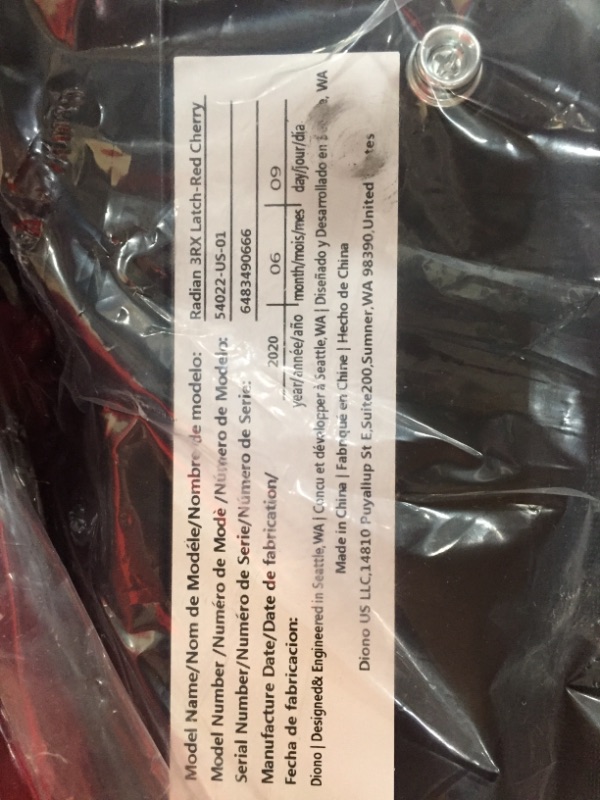 Model Name/Nom de Modéle/Nombre de modelo: Radian 3RX Latch-Red Cherry
Model Number /Numéro de Modè /Número de Modelo: 54022-US-01
Serial Number/Numéro de Serie/Número de Serie: 6483490666
Manufacture Date/Date de fabrication/ 2020 06 09
Fecha de fabricacion: year/année/año month/mois/mes day/jour/dia
Diono | Designed& Engineered in Seattle,WA | Concu et développer à Seattle,WA | Diseñado y Desarrollado en WA
Made in China | Fabriqué en Chine | Hecho de China
Diono US LLC,14810 Puyallup St E,Suite200,Sumner,WA 98390,United